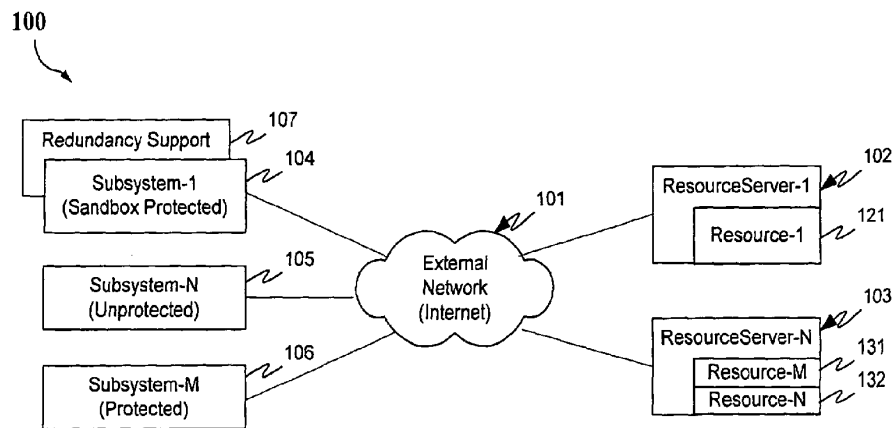 100
107
Redundancy Support
104
Subsystem-1
(Sandbox Protected)
105
Subsystem-N
(Unprotected)
106
Subsystem-M
(Protected)
101
External
Network
(Internet)
102
ResourceServer-1
121
Resource-1
103
ResourceServer-N
131
Resource-M
132
Resource-N